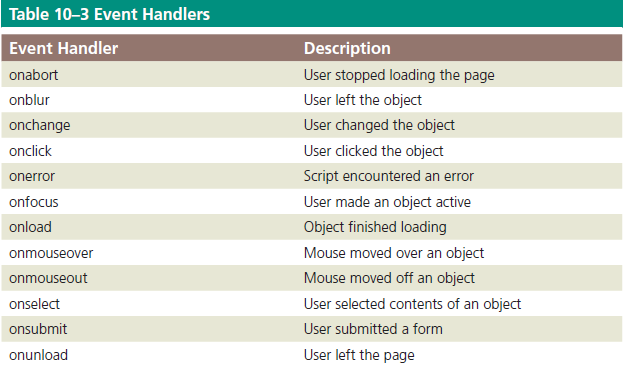 Table 10–3 Event Handlers
Event Handler Description
onabort User stopped loading the page
onblur User left the object
onchange User changed the object
onclick User clicked the object
onerror Script encountered an error
onfocus User made an object active
onload Object finished loading
onmouseover Mouse moved over an object
onmouseout Mouse moved off an object
onselect User selected contents of an object
onsubmit User submitted a form
onunload User left the page